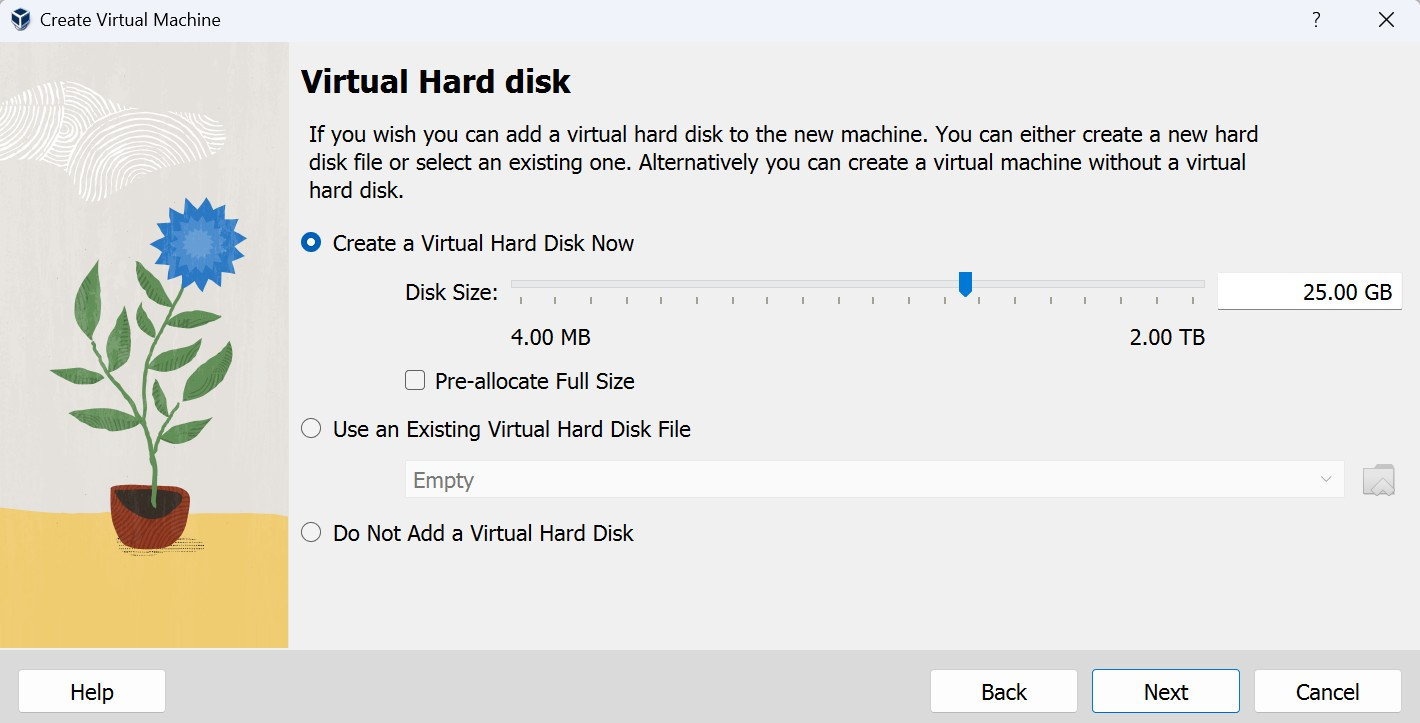 Create Virtual Machine
?
Virtual Hard disk
If you wish you can add a virtual hard disk to the new machine. You can either create a new hard
disk file or select an existing one. Alternatively you can create a virtual machine without a virtual
hard disk.
Create a Virtual Hard Disk Now
Disk Size: 25.00 GB
4.00 MB 2.00 TB
Pre-allocate Full Size
Use an Existing Virtual Hard Disk File
Empty
Do Not Add a Virtual Hard Disk
Help Back Next Cancel